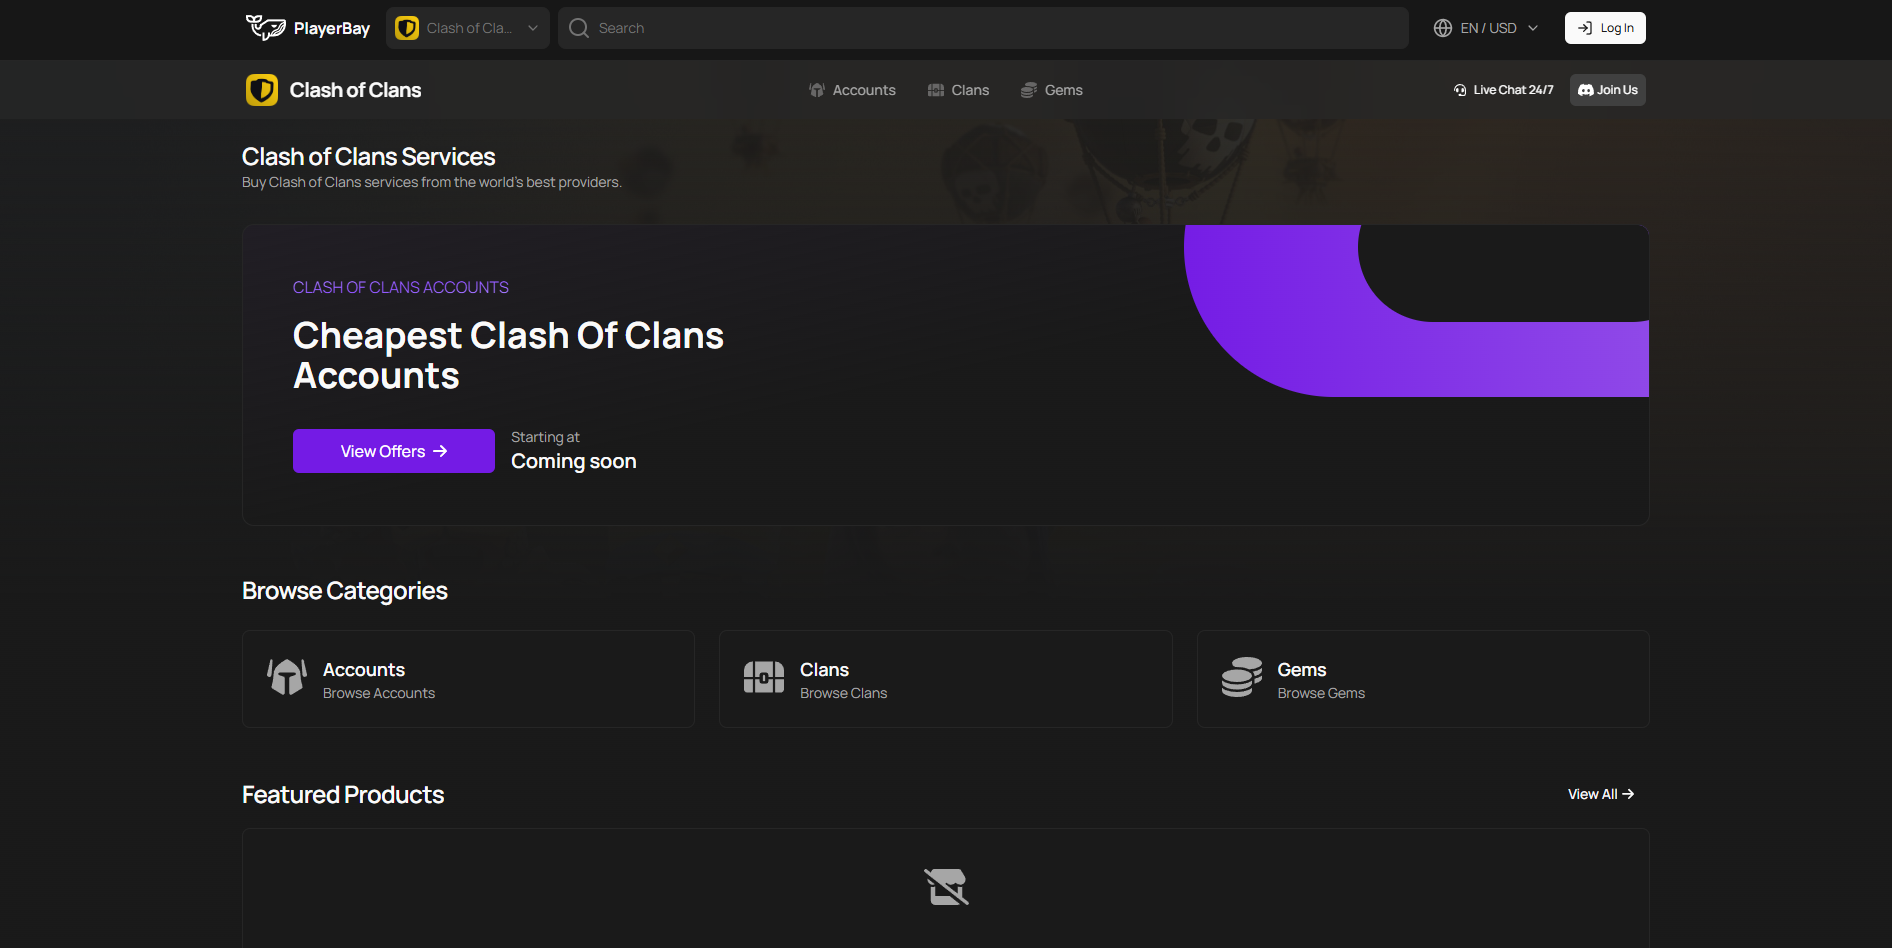 PlayerBay
Clash of Cla...
Search
EN / USD
Log In
Clash of Clans
Accounts
Clans
Gems
Live Chat 24/7
Join Us
Clash of Clans Services
Buy Clash of Clans services from the world's best providers.
CLASH OF CLANS ACCOUNTS
Cheapest Clash Of Clans
Accounts
View Offers
Starting at
Coming soon
Browse Categories
Accounts
Browse Accounts
Clans
Browse Clans
Gems
Browse Gems
Featured Products
View All